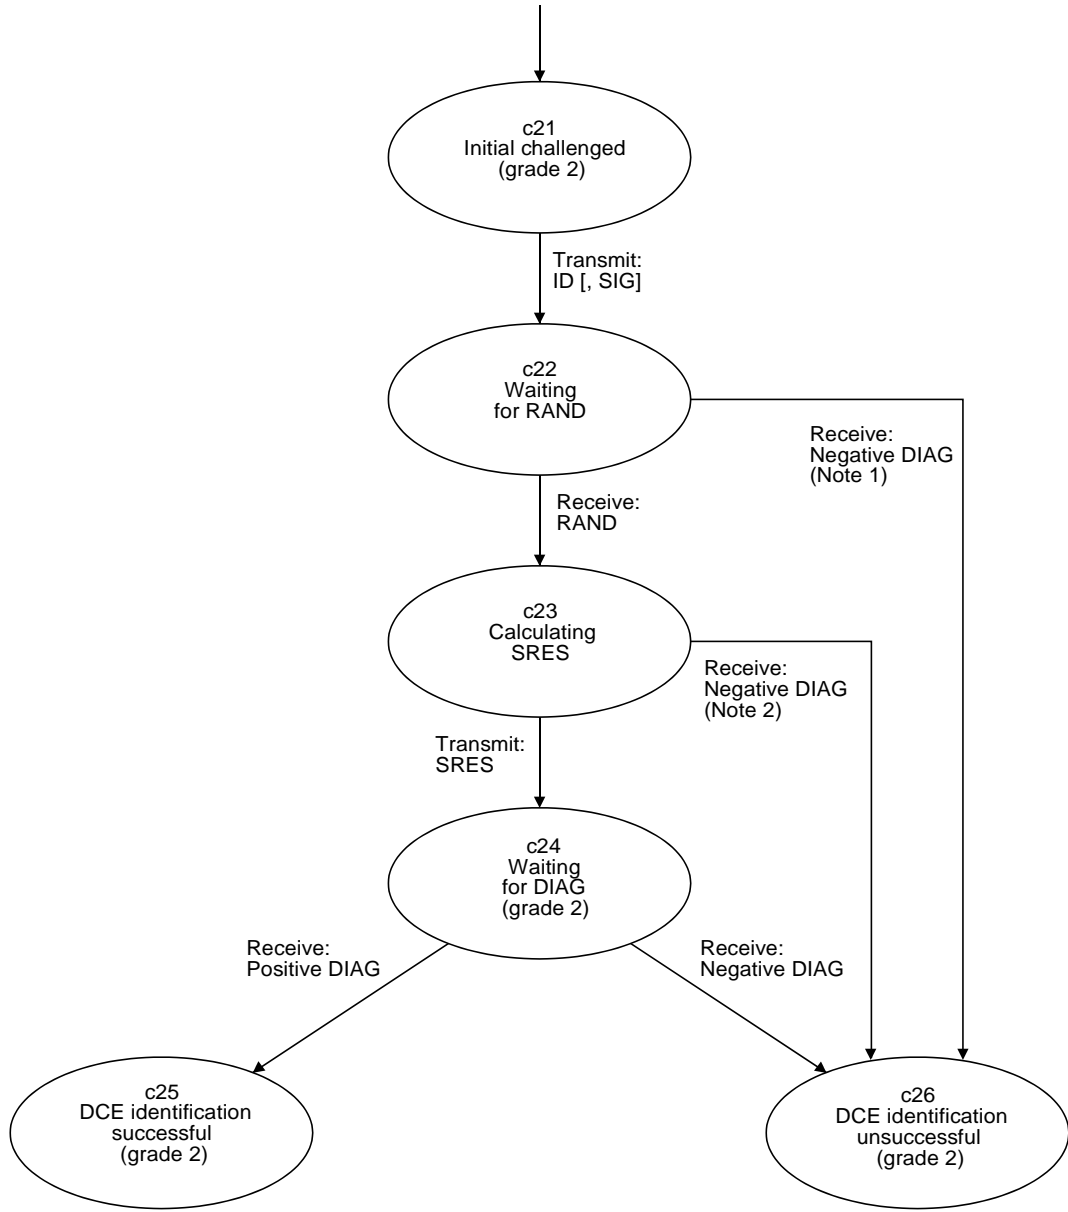 c21
Initial challenged
(grade 2)
Transmit:
ID [, SIG]
c22
Waiting
for RAND
Receive:
Negative DIAG
(Note 1)
Receive:
RAND
c23
Calculating
SRES
Receive:
Negative DIAG
(Note 2)
Transmit:
SRES
c24
Waiting
for DIAG
(grade 2)
Receive:
Positive DIAG
Receive:
Negative DIAG
c25
DCE identification
successful
(grade 2)
c26
DCE identification
unsuccessful
(grade 2)